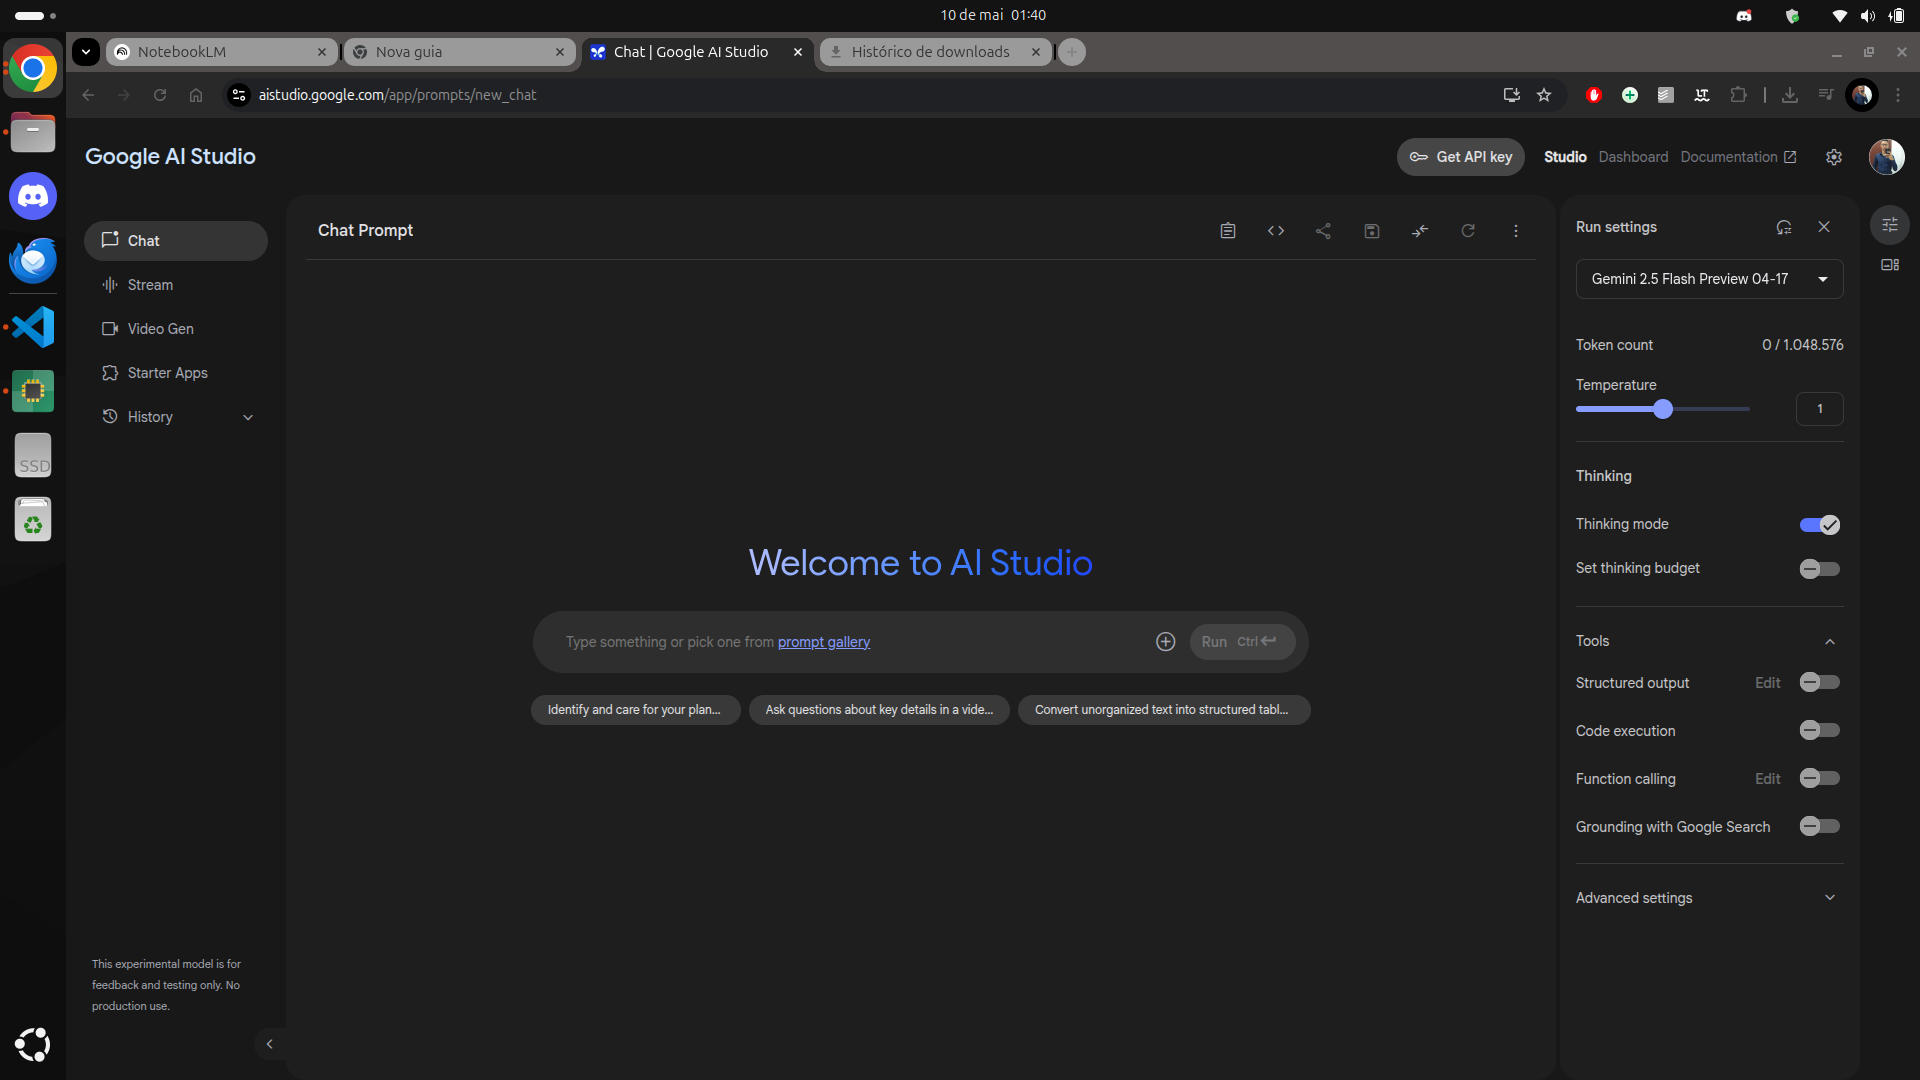 10 de mai 01:40
NotebookLM
Nova guia
Chat | Google AI Studio
Histórico de downloads
aistudio.google.com/app/prompts/new_chat
Google AI Studio
Get API key
Studio
Dashboard
Documentation
Chat
Stream
Video Gen
Starter Apps
History
This experimental model is for
feedback and testing only. No
production use.
Chat Prompt
Welcome to AI Studio
Type something or pick one from prompt gallery
Run Ctrl
Identify and care for your plan...
Ask questions about key details in a vide...
Convert unorganized text into structured tabl...
Run settings
Gemini 2.5 Flash Preview 04-17
Token count 0 / 1.048.576
Temperature
1
Thinking
Thinking mode
Set thinking budget
Tools
Structured output Edit
Code execution
Function calling Edit
Grounding with Google Search
Advanced settings
SSD